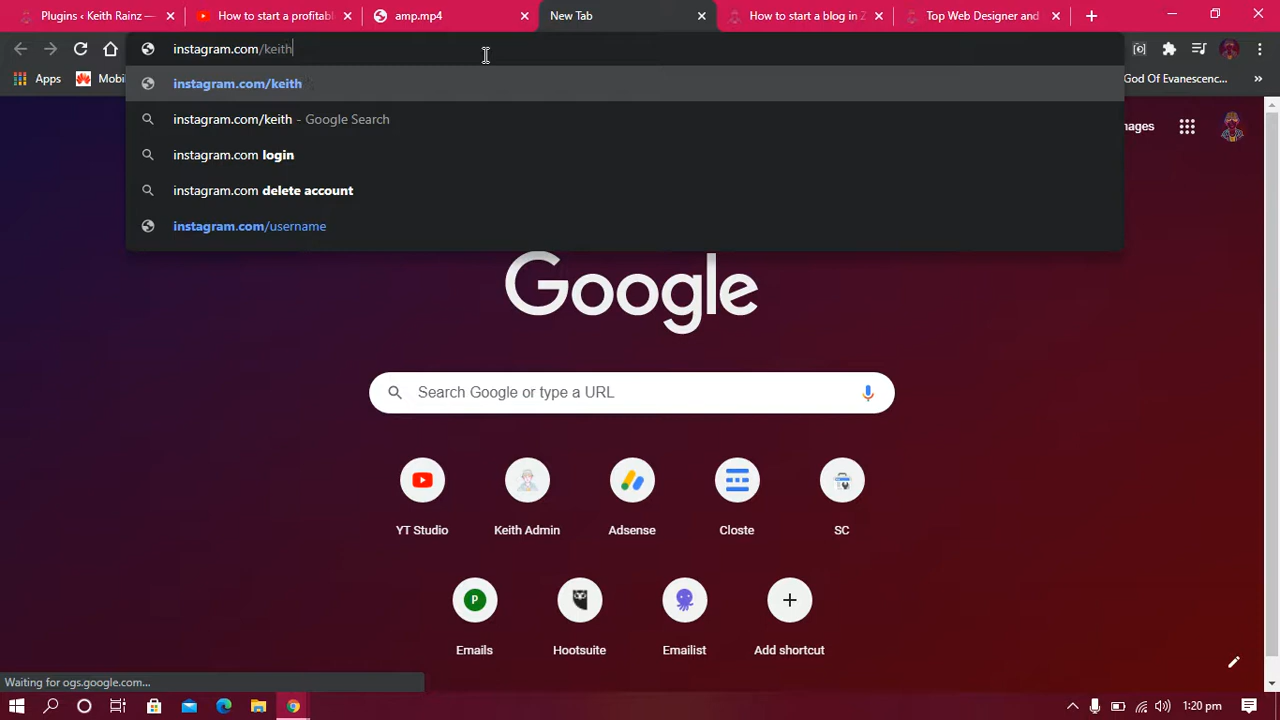 Plugins ‹ Keith Rainz —
How to start a profitabl
amp.mp4
New Tab
How to start a blog in 2
Top Web Designer and
instagram.com/keith
Apps
Mobil
God Of Evanescenc...
»
instagram.com/keith
instagram.com/keith - Google Search
instagram.com login
instagram.com delete account
instagram.com/username
mages
Google
Search Google or type a URL
YT Studio
Keith Admin
Adsense
Closte
SC
P
Emails
Hootsuite
Emailist
Add shortcut
Waiting for ogs.google.com...
1:20 pm